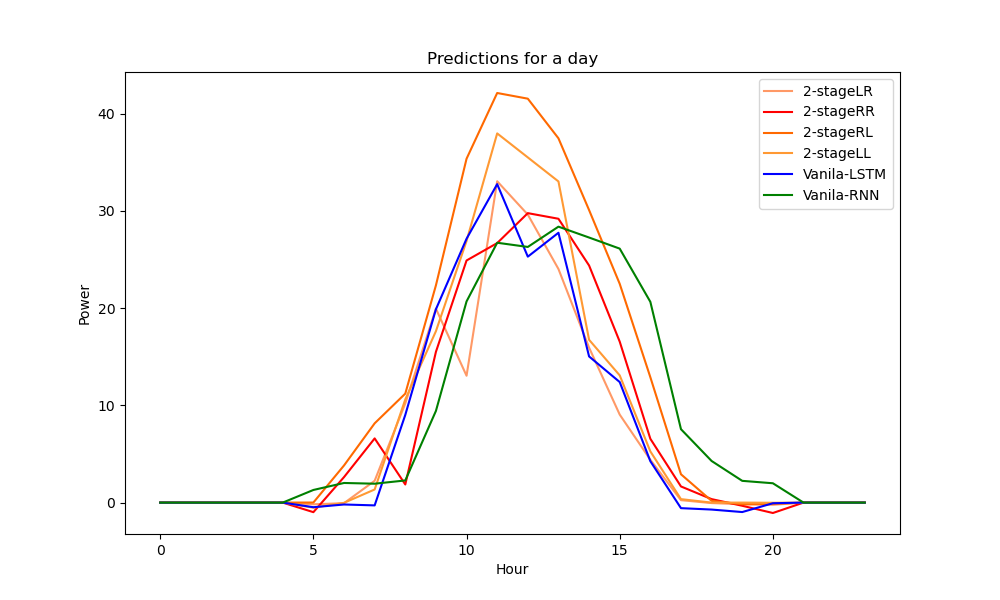 Predictions for a day
2-stageLR
2-stageRR
2-stageRL
2-stageLL
Vanila-LSTM
Vanila-RNN
40
30
20
10
0
Power
0 5 10 15 20
Hour